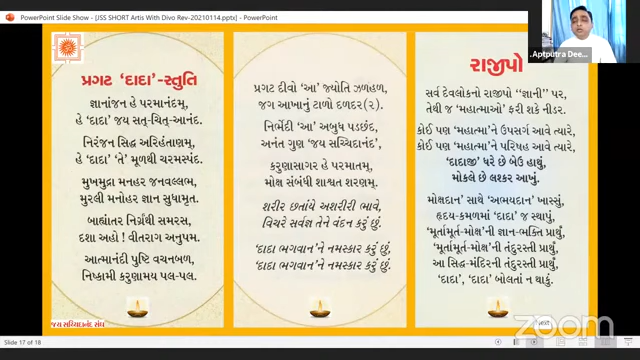 PowerPoint Slide Show - [JSS SHORT Artis With Divo Rev-20210114.pptx] - PowerPoint
Aptputra Dee...
પ્રગટ ‘દાદા’-સ્તુતિ
જ્ઞાનાંજન હે પરમાનંદમ્,
હે ‘દાદા’ જય સત્-ચિત્-આનંદ.
નિરંજન સિદ્ધ અરિહંતાણમ્,
હે ‘દાદા’ ‘તે’ મૂળથી ચરમસ્પંદ.
મુખમુદ્રા મનહર જનવલ્લભ,
મુરલી મનોહર જ્ઞાન સુધામૃત.
બાહ્યંતર નિર્ગ્રંથી સમરસ,
દશા અહો ! વીતરાગ અનુપમ.
આત્માનંદી પુષ્ટિ વચનબળ,
નિષ્કામી કરુણામય પલ-પલ.
જય સચ્ચિદાનંદ સંઘ
પ્રગટ દીવો ‘આ’ જ્યોતિ ઝળહળ,
જગ આખાનું ટાળો દળદર(૨).
નિર્ભેદી ‘આ’ અબુધ પડછંદ,
અનંત ગુણ ‘જય સચ્ચિદાનંદ’,
કરુણાસાગર હે પરમાતમ્,
મોક્ષ સંબંધી શાશ્વત શરણમ્.
શરીર છતાંયે અશરીરી ભાવે,
વિચરે સર્વજ્ઞ તેને વંદન કરું છું.
‘દાદા ભગવાન’ને નમસ્કાર કરું છું,
‘દાદા ભગવાન’ને નમસ્કાર કરું છું.
રાજીપો
સર્વ દેવલોકનો રાજીપો “જ્ઞાની” પર,
તેથી જ ‘મહાત્માઓ’ ફરી શકે નીડર.
કોઈ પણ ‘મહાત્મા’ને ઉપસર્ગ આવે ત્યારે,
કોઈ પણ ‘મહાત્મા’ને પરિષહ આવે ત્યારે,
‘દાદાજી’ ધરે છે બેઉ હાથું,
મોકલે છે લશ્કર આખું.
મોક્ષદાન’ સાથે ‘અભયદાન’ ખાસ્સું,
હૃદય-કમળમાં ‘દાદા’ જ સ્થાપું,
‘મૂર્તામૂર્ત-મોક્ષ’ની જ્ઞાન-ભક્તિ પ્રાર્થું,
‘મૂર્તામૂર્ત-મોક્ષ’ની તંદુરસ્તી પ્રાર્થું,
આ સિદ્ધ-મંદિરની તંદુરસ્તી પ્રાર્થું,
‘દાદા’, ‘દાદા’ બોલતાં ન થાકું.
Next
zoom
Slide 17 of 18